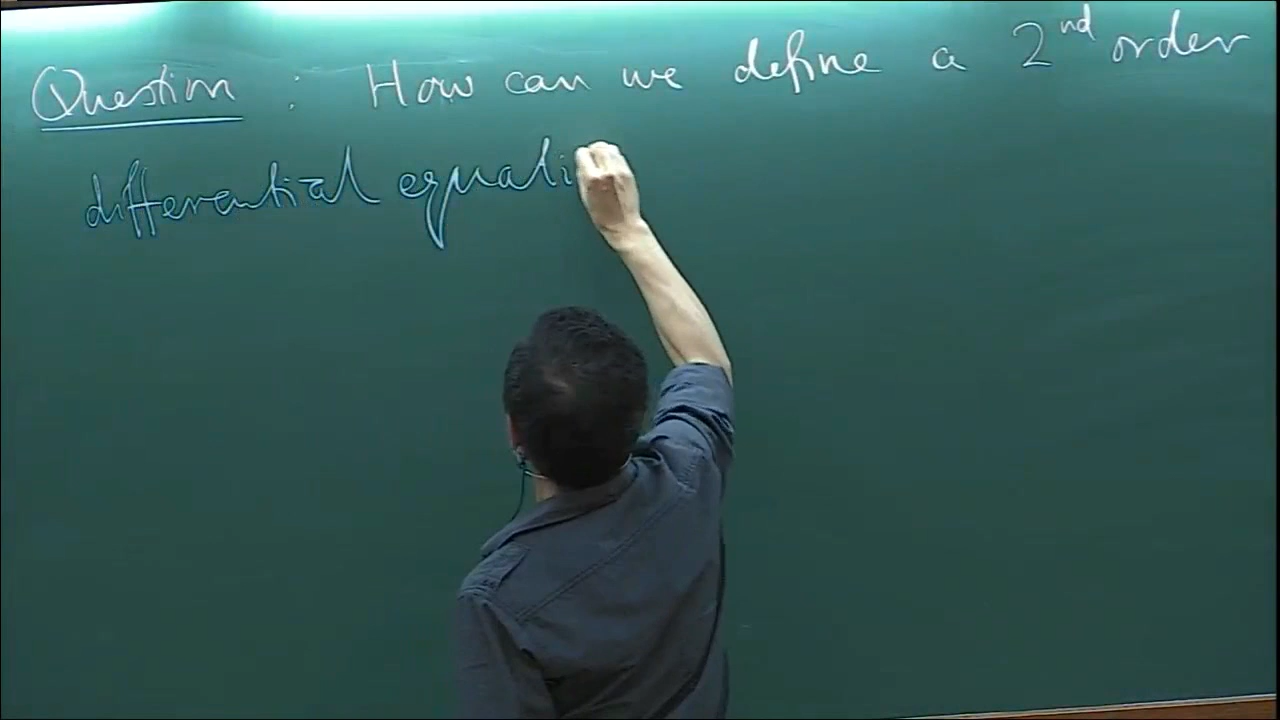 Question : How can we define a 2nd order
differential equati